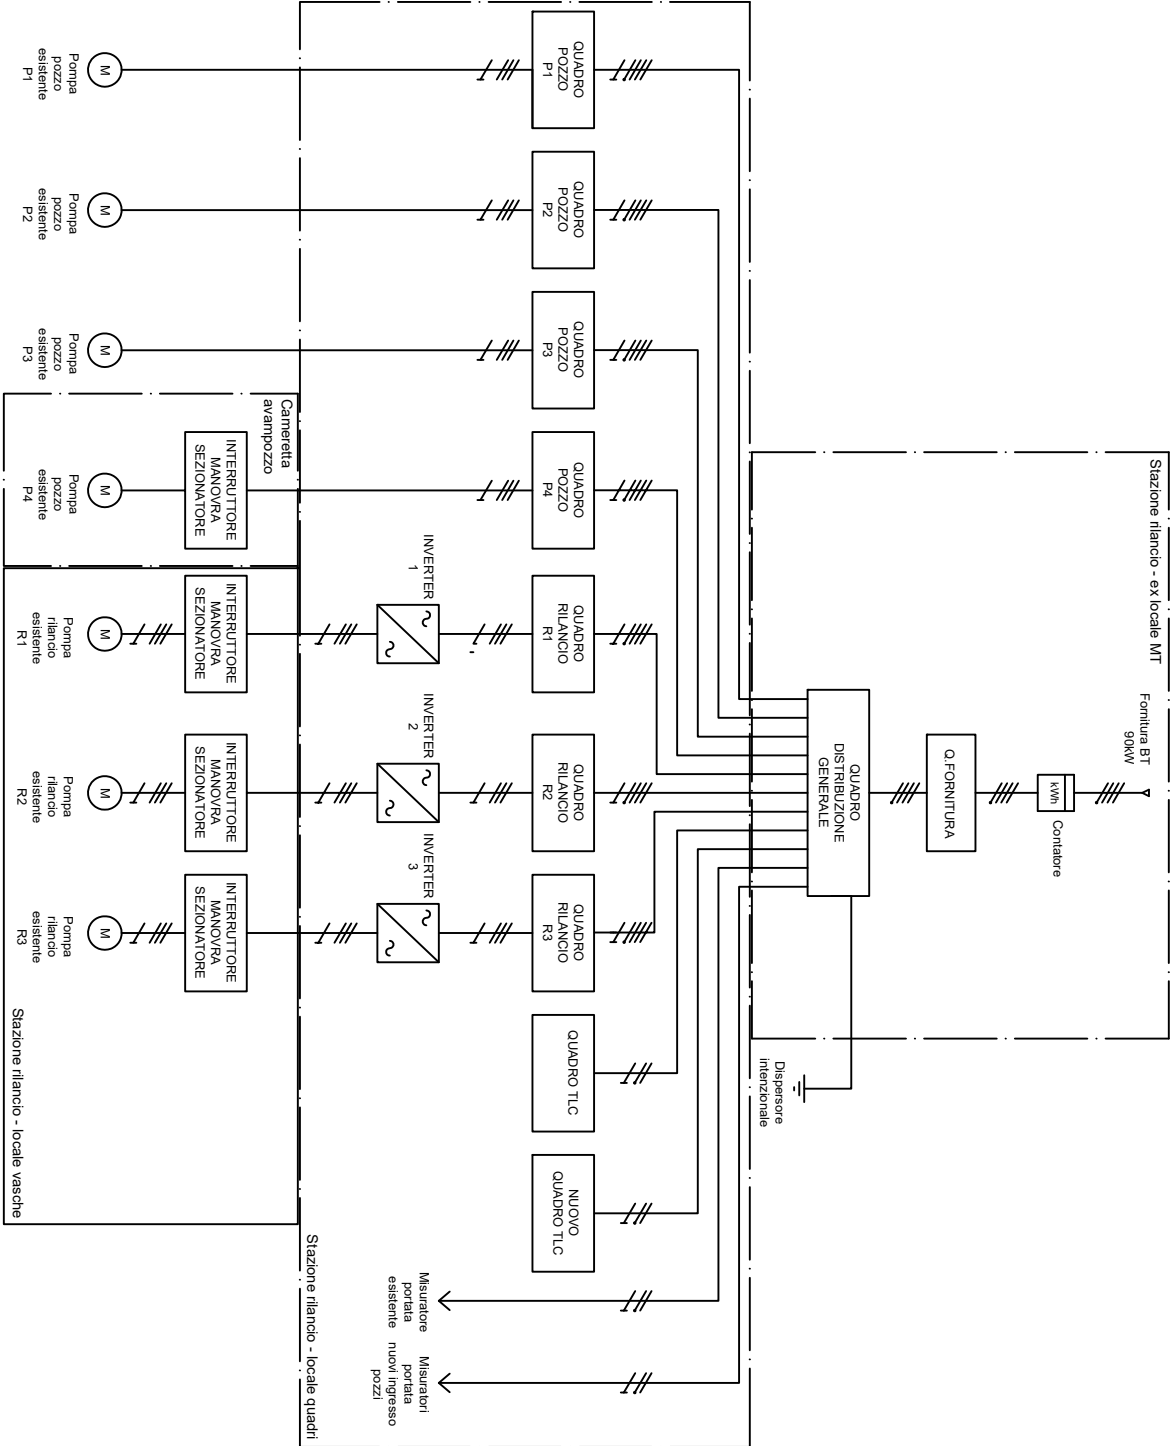 Stazione rilancio - ex locale MT
Fornitura BT
90kW
kWh
Contatore
Q.FORNITURA
QUADRO
DISTRIBUZIONE
GENERALE
Dispersore
intenzionale
QUADRO
POZZO
P1
QUADRO
POZZO
P2
QUADRO
POZZO
P3
QUADRO
POZZO
P4
QUADRO
RILANCIO
R1
QUADRO
RILANCIO
R2
QUADRO
RILANCIO
R3
QUADRO TLC
NUOVO
QUADRO TLC
INVERTER
1
INVERTER
2
INVERTER
3
Misuratore
portata
esistente
Misuratori
portata
nuovi ingresso
pozzi
Stazione rilancio - locale quadri
Cameretta
avampozzo
INTERRUTTORE
MANOVRA
SEZIONATORE
INTERRUTTORE
MANOVRA
SEZIONATORE
INTERRUTTORE
MANOVRA
SEZIONATORE
INTERRUTTORE
MANOVRA
SEZIONATORE
M
M
M
M
M
M
M
Pompa
pozzo
esistente
P1
Pompa
pozzo
esistente
P2
Pompa
pozzo
esistente
P3
Pompa
pozzo
esistente
P4
Pompa
rilancio
esistente
R1
Pompa
rilancio
esistente
R2
Pompa
rilancio
esistente
R3
Stazione rilancio - locale vasche